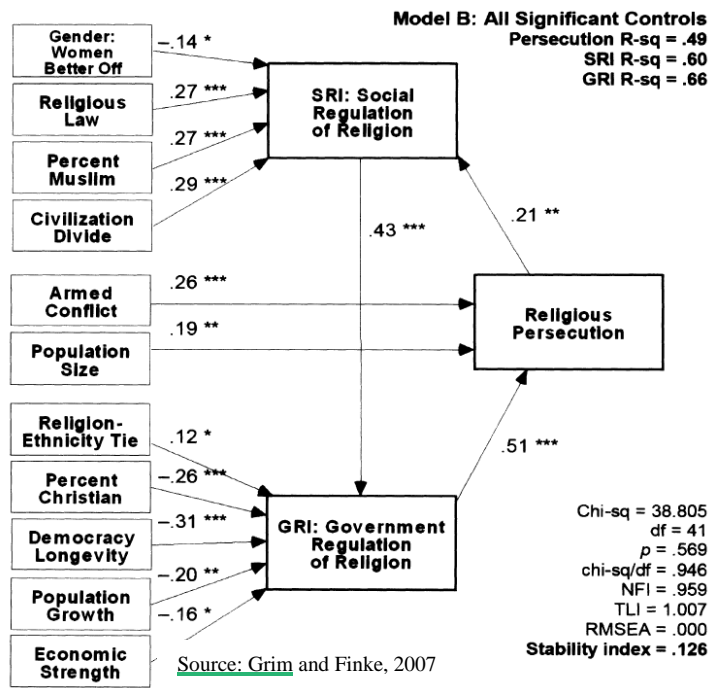 Model B: All Significant Controls
Persecution R-sq = .49
SRI R-sq = .60
GRI R-sq = .66
Gender:
Women
Better Off
–.14 *
Religious
Law
.27 ***
Percent
Muslim
.27 ***
Civilization
Divide
.29 ***
SRI: Social
Regulation
of Religion
.43 ***
.21 **
Armed
Conflict
.26 ***
Population
Size
.19 **
Religious
Persecution
Religion-
Ethnicity Tie
.12 *
Percent
Christian
–.26 ***
Democracy
Longevity
–.31 ***
Population
Growth
–.20 **
Economic
Strength
–.16 *
GRI: Government
Regulation
of Religion
.51 ***
Chi-sq = 38.805
df = 41
p = .569
chi-sq/df = .946
NFI = .959
TLI = 1.007
RMSEA = .000
Stability index = .126
Source: Grim and Finke, 2007